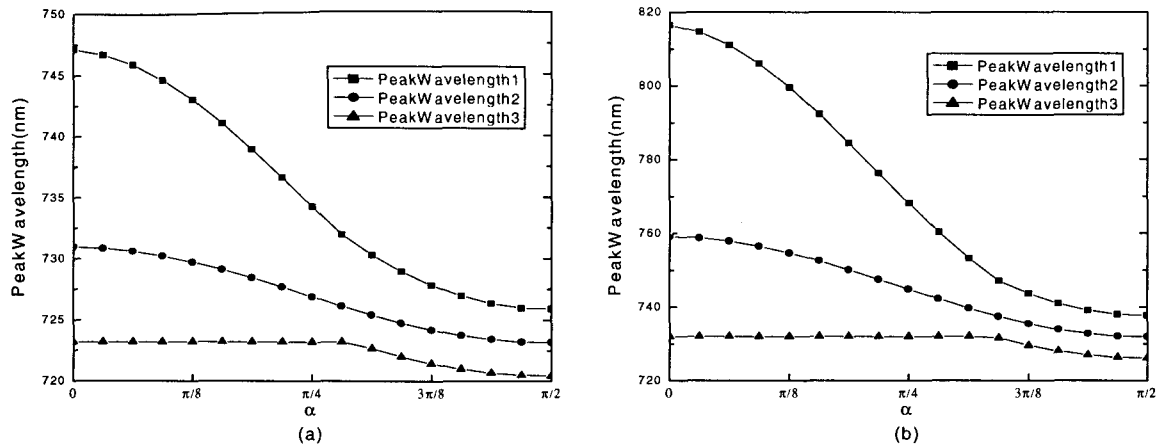 PeakWavelength(nm)
750
745
740
735
730
725
720
PeakWavelength1
PeakWavelength2
PeakWavelength3
0
π/8
π/4
3π/8
π/2
α
(a)
PeakWavelength(nm)
820
800
780
760
740
720
PeakWavelength1
PeakWavelength2
PeakWavelength3
0
π/8
π/4
3π/8
π/2
α
(b)